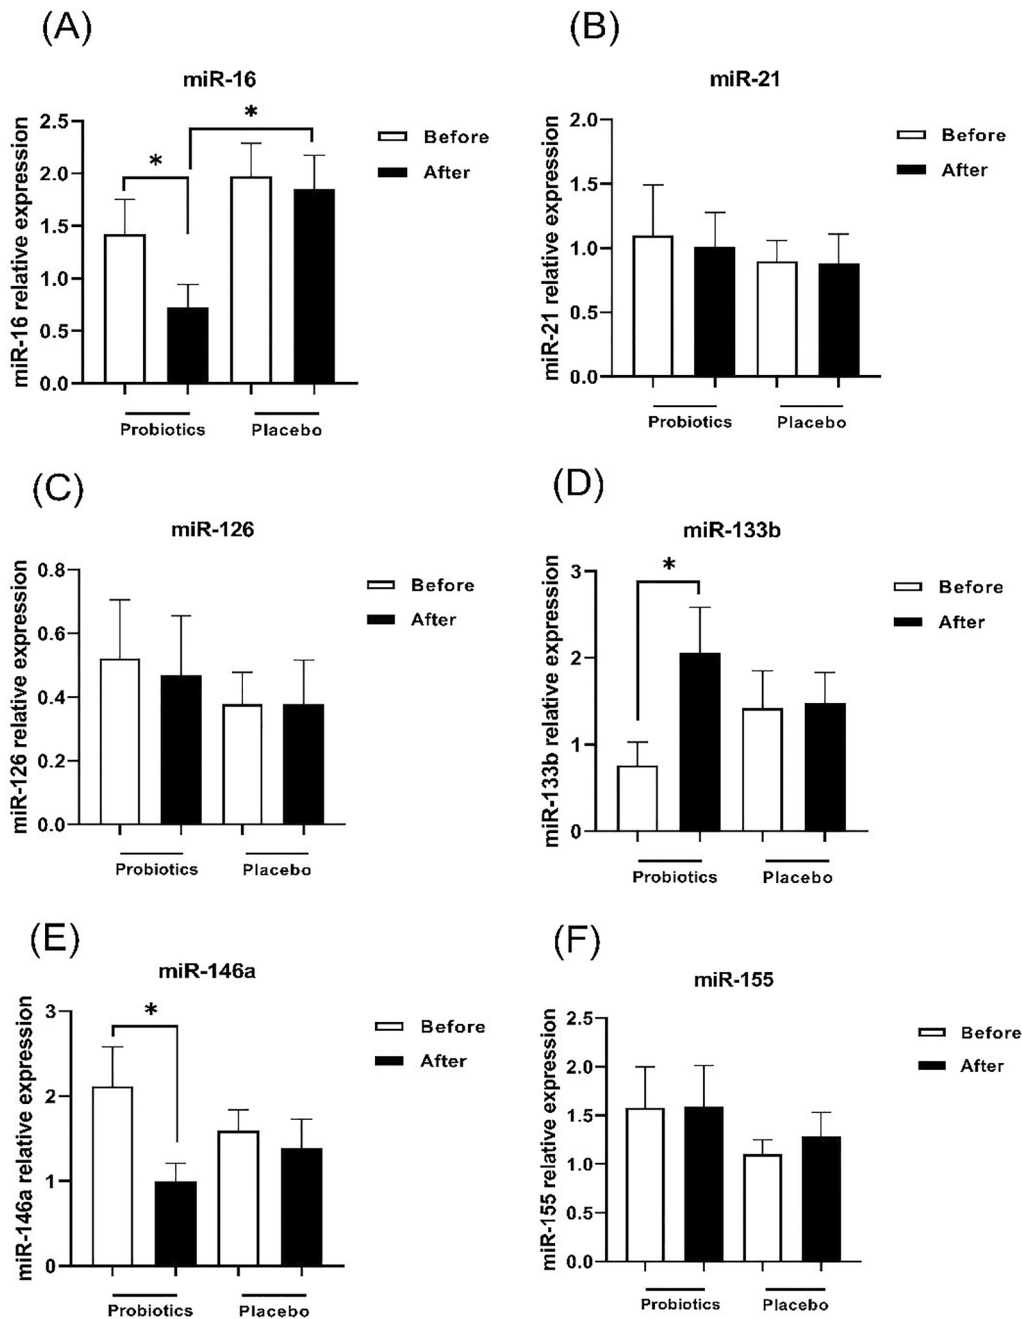 (A)
miR-16
miR-16 relative expression
2.5
2.0
1.5
1.0
0.5
0.0
*
*
Before
After
Probiotics
Placebo
(B)
miR-21
miR-21 relative expression
2.0
1.5
1.0
0.5
0.0
Before
After
Probiotics
Placebo
(C)
miR-126
miR-126 relative expression
0.8
0.6
0.4
0.2
0.0
Before
After
Probiotics
Placebo
(D)
miR-133b
miR-133b relative expression
3
2
1
0
*
Before
After
Probiotics
Placebo
(E)
miR-146a
miR-146a relative expression
3
2
1
0
*
Before
After
Probiotics
Placebo
(F)
miR-155
miR-155 relative expression
2.5
2.0
1.5
1.0
0.5
0.0
Before
After
Probiotics
Placebo